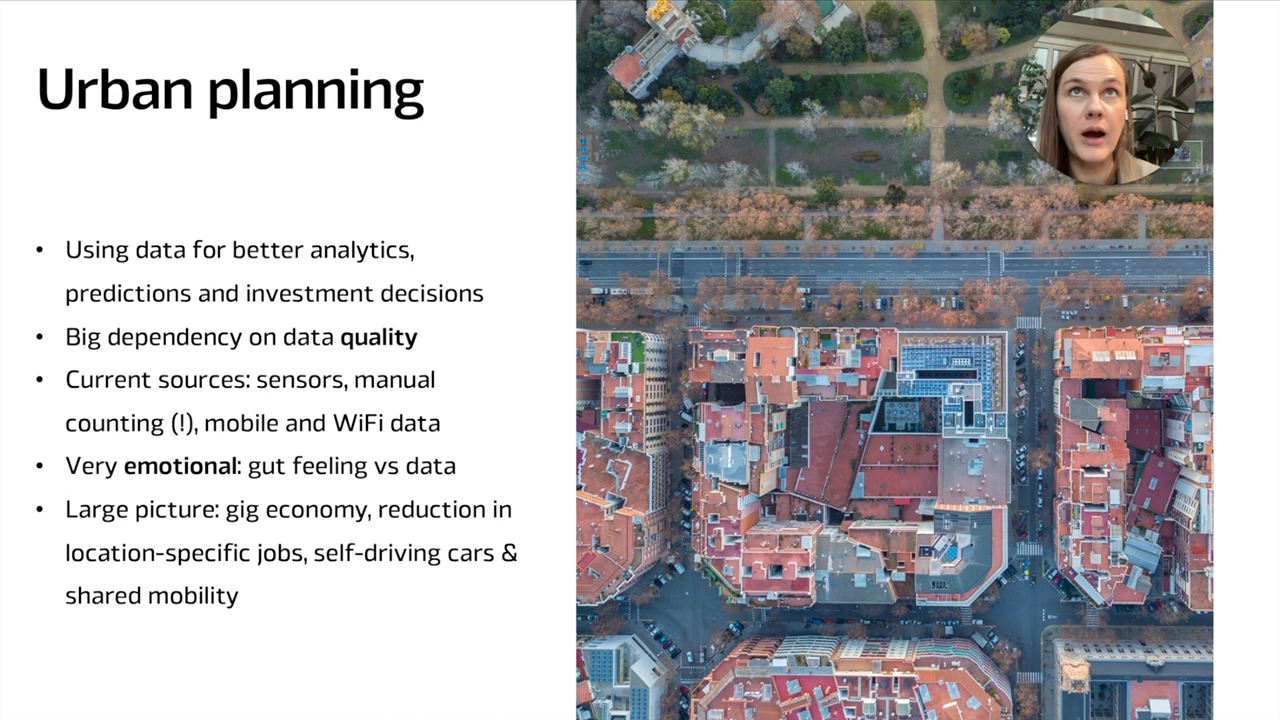 Urban planning
• Using data for better analytics,
predictions and investment decisions
• Big dependency on data quality
• Current sources: sensors, manual
counting (!), mobile and WiFi data
• Very emotional: gut feeling vs data
• Large picture: gig economy, reduction in
location-specific jobs, self-driving cars &
shared mobility